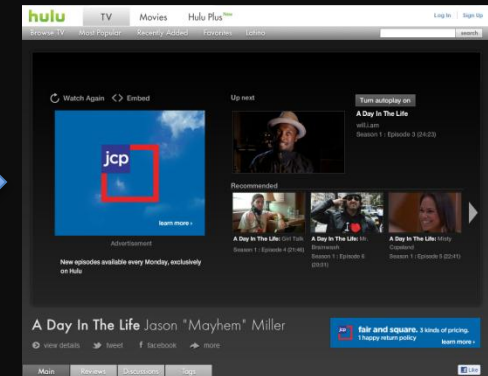 hulu TV Movies Hulu Plus New Log In Sign Up
Browse TV Most Popular Recently Added Favorites Latino search
Watch Again <> Embed
Up next
Turn autoplay on
A Day In The Life
will.i.am
Season 1 : Episode 3 (24:23)
jcp
learn more ›
Advertisement
New episodes available every Monday, exclusively
on Hulu
Recommended
A Day In The Life: Girl Talk
Season 1 : Episode 4 (21:46)
A Day In The Life: Mr.
Brainwash
Season 1 : Episode 6
A Day In The Life: Misty
Copeland
Season 1 : Episode 5 (22:41)
A Day In The Life Jason "Mayhem" Miller
view details tweet facebook more
jcp fair and square. 3 kinds of pricing.
1 happy return policy
learn more ›
Main Reviews Discussions Tags
Like